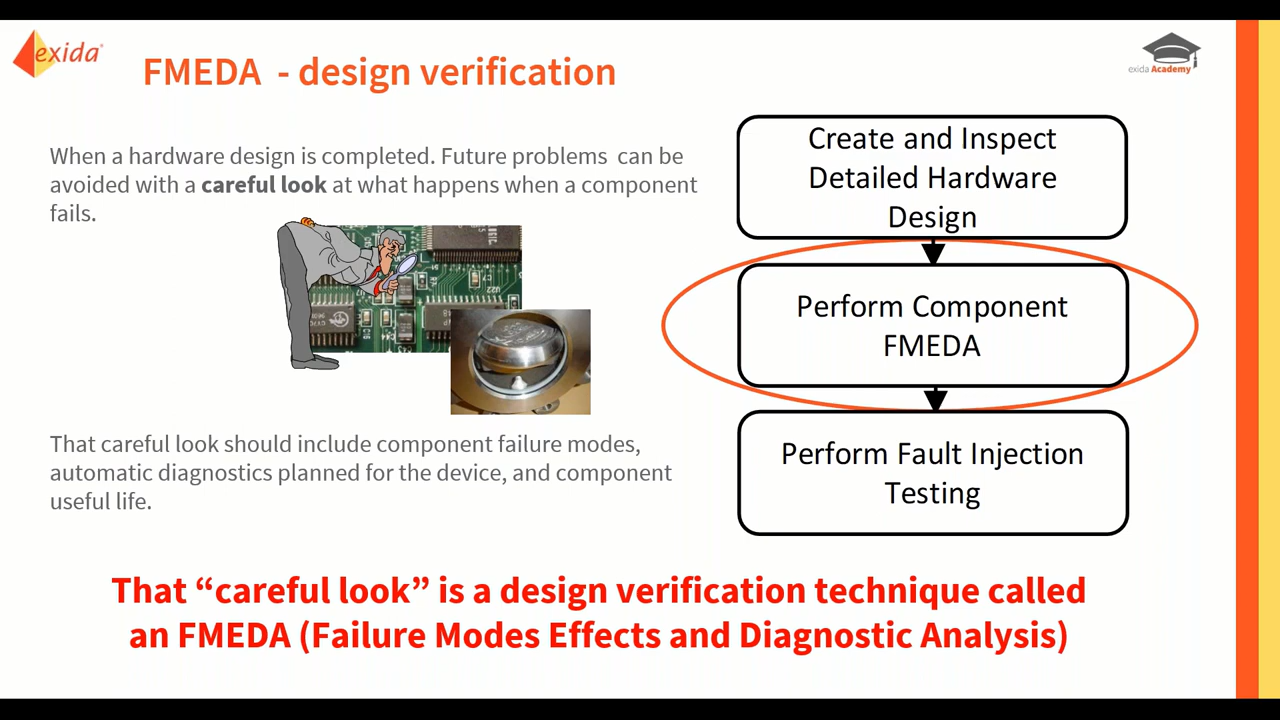 exida
exida Academy
FMEDA - design verification
When a hardware design is completed. Future problems can be
avoided with a careful look at what happens when a component
fails.
That careful look should include component failure modes,
automatic diagnostics planned for the device, and component
useful life.
Create and Inspect
Detailed Hardware
Design
Perform Component
FMEDA
Perform Fault Injection
Testing
That “careful look” is a design verification technique called
an FMEDA (Failure Modes Effects and Diagnostic Analysis)